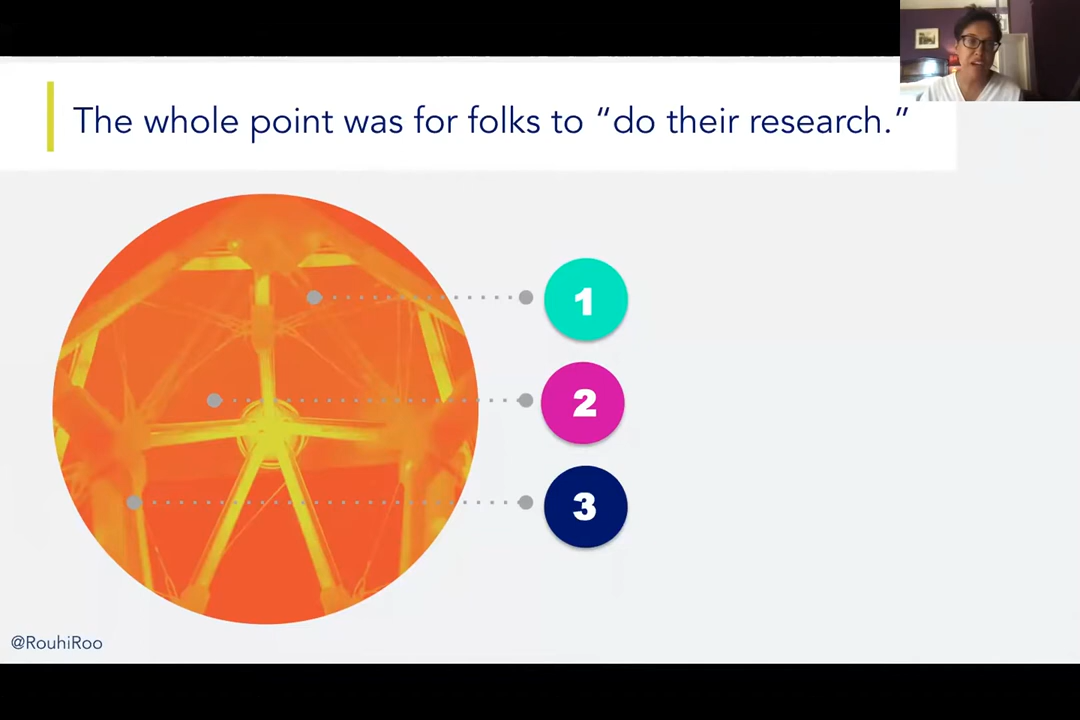 The whole point was for folks to “do their research.”
1
2
3
@RouhiRoo